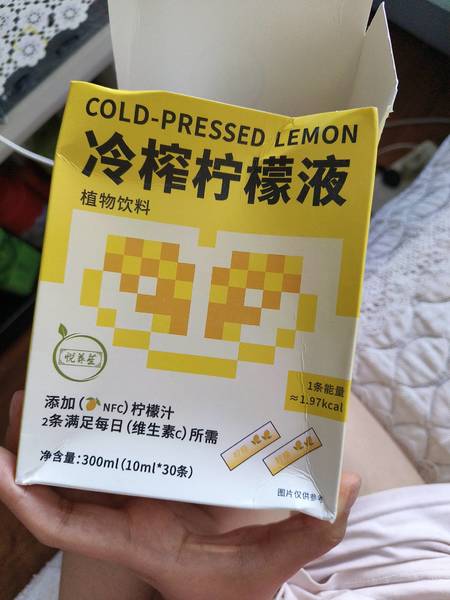 COLD-PRESSED LEMON
冷榨柠檬液
植物饮料
悦养荟
1条能量
≈1.97kcal
添加(NFC)柠檬汁
2条满足每日(维生素C)所需
净含量:300ml(10ml*30条)
图片仅供参考